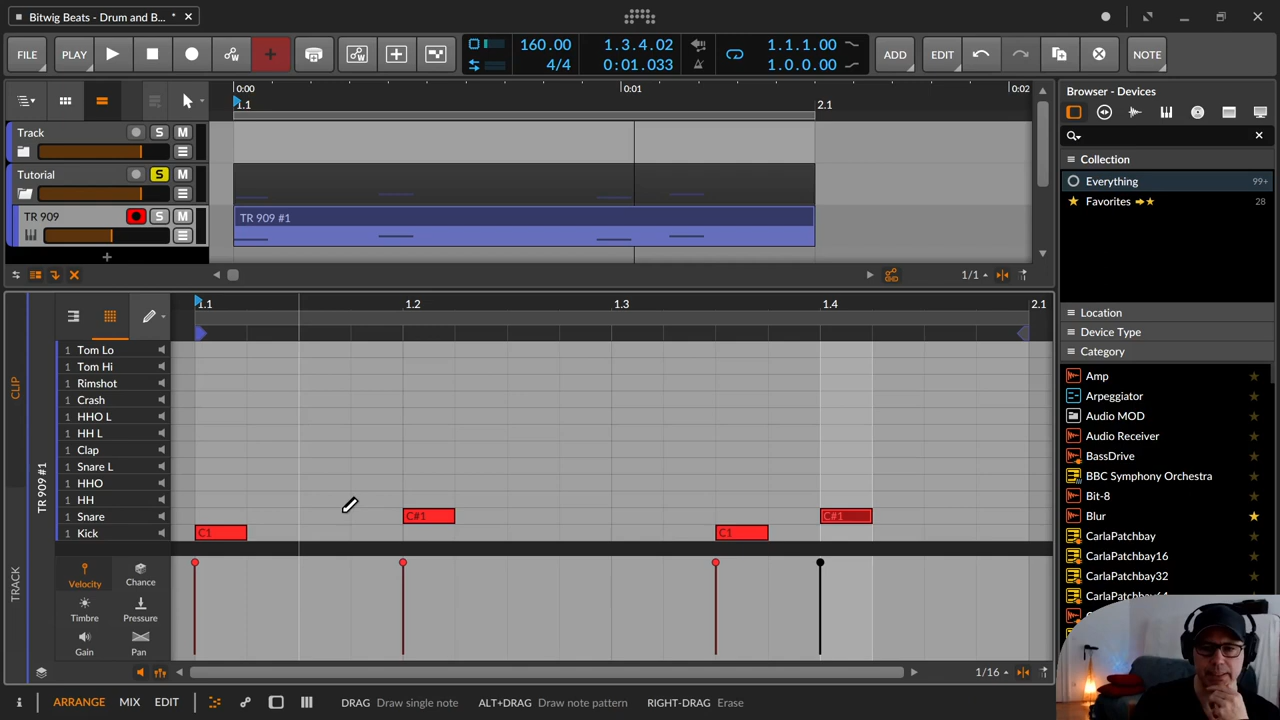 Bitwig Beats - Drum and B... *
FILE
PLAY
160.00
4/4
1.3.4.02
0:01.033
1.1.1.00
1.0.0.00
ADD
EDIT
NOTE
0:00
0:01
0:02
1.1
2.1
Track
S
M
Tutorial
S
M
TR 909
S
M
TR 909 #1
1/1
CLIP
TRACK
TR 909 #1
1.1
1.2
1.3
1.4
2.1
1 Tom Lo
1 Tom Hi
1 Rimshot
1 Crash
1 HHO L
1 HH L
1 Clap
1 Snare L
1 HHO
1 HH
1 Snare
1 Kick
C1
C#1
C1
C#1
Velocity
Chance
Timbre
Pressure
Gain
Pan
1/16
Browser - Devices
Collection
Everything
99+
Favorites
28
Location
Device Type
Category
Amp
Arpeggiator
Audio MOD
Audio Receiver
BassDrive
BBC Symphony Orchestra
Bit-8
Blur
CarlaPatchbay
CarlaPatchbay16
CarlaPatchbay32
i
ARRANGE
MIX
EDIT
DRAG Draw single note
ALT+DRAG Draw note pattern
RIGHT-DRAG Erase